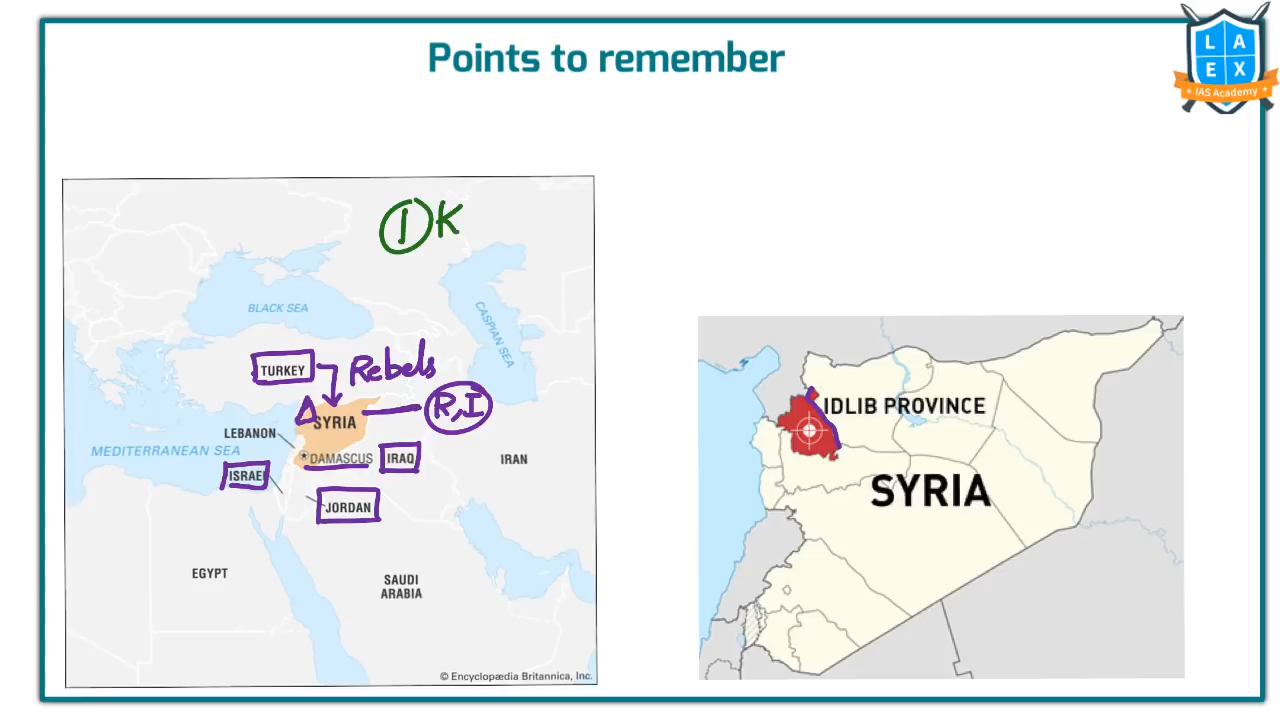 Points to remember
L A
E X
IAS Academy
1 K
BLACK SEA
CASPIAN SEA
TURKEY
Rebels
SYRIA
R, I
LEBANON
MEDITERRANEAN SEA
DAMASCUS
IRAQ
IRAN
ISRAEL
JORDAN
EGYPT
SAUDI
ARABIA
© Encyclopædia Britannica, Inc.
IDLIB PROVINCE
SYRIA